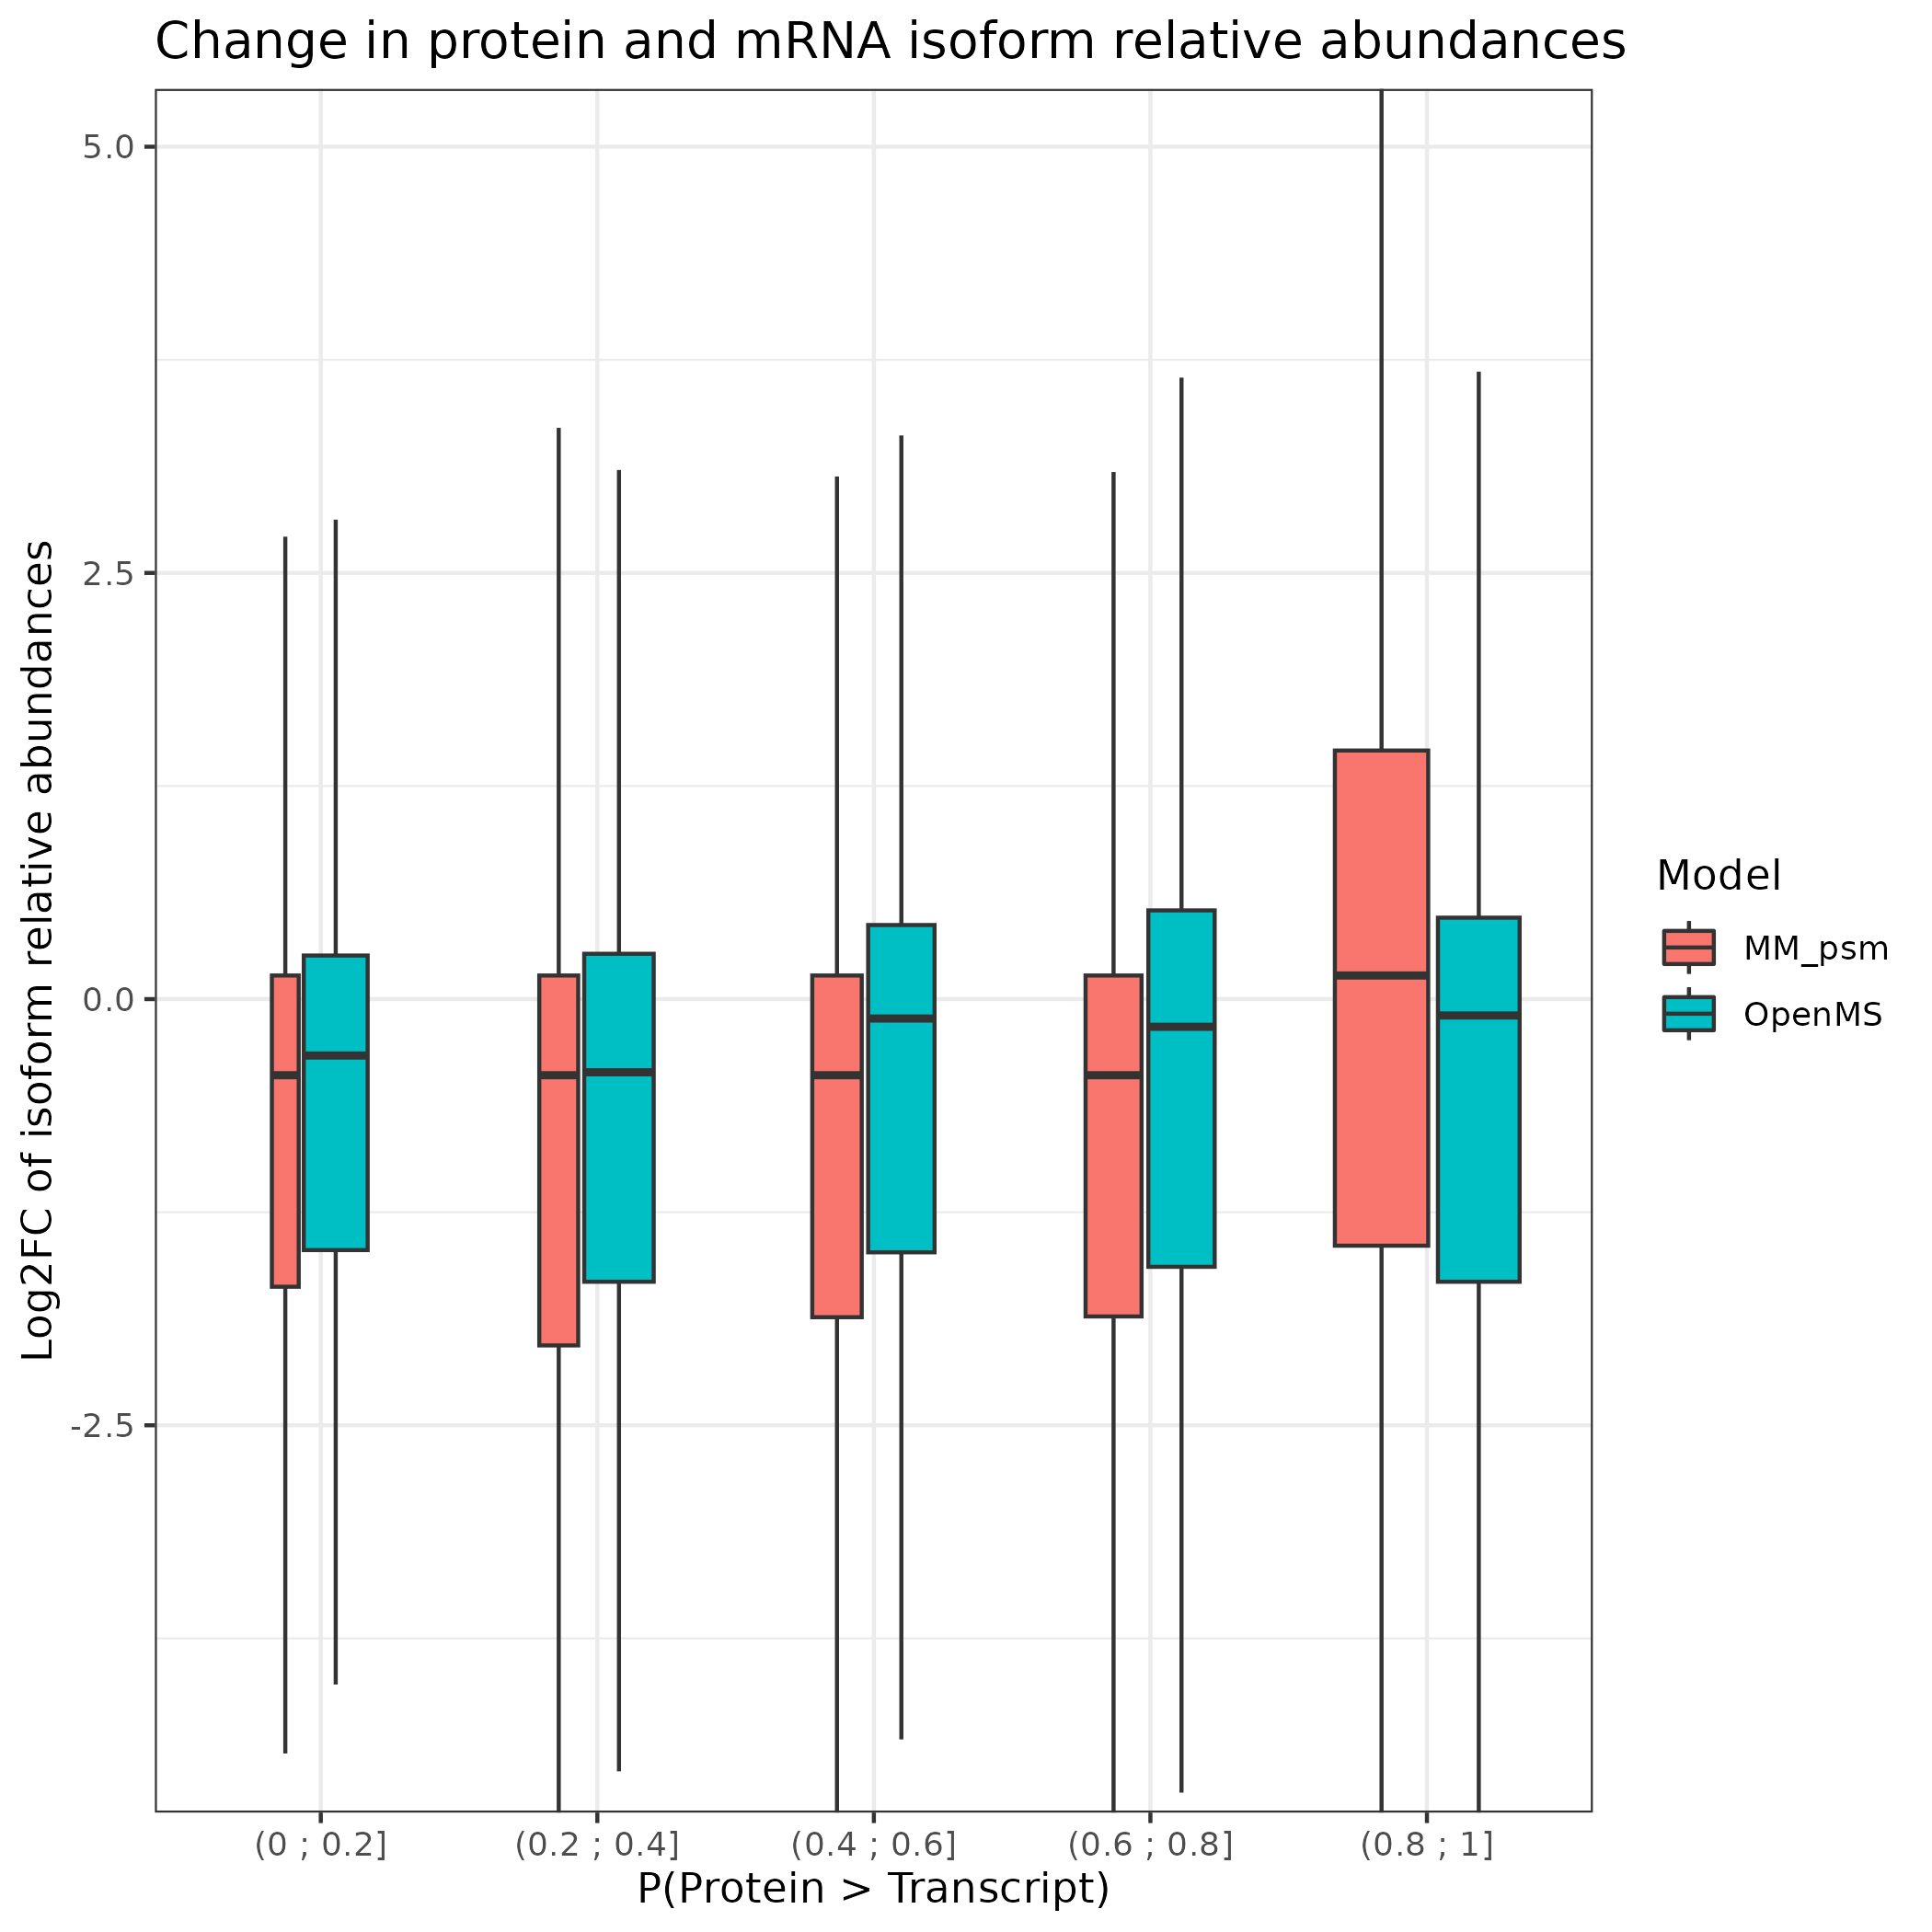 Change in protein and mRNA isoform relative abundances
Log2FC of isoform relative abundances
5.0
2.5
0.0
-2.5
(0 ; 0.2]
(0.2 ; 0.4]
(0.4 ; 0.6]
(0.6 ; 0.8]
(0.8 ; 1]
P(Protein > Transcript)
Model
MM_psm
OpenMS